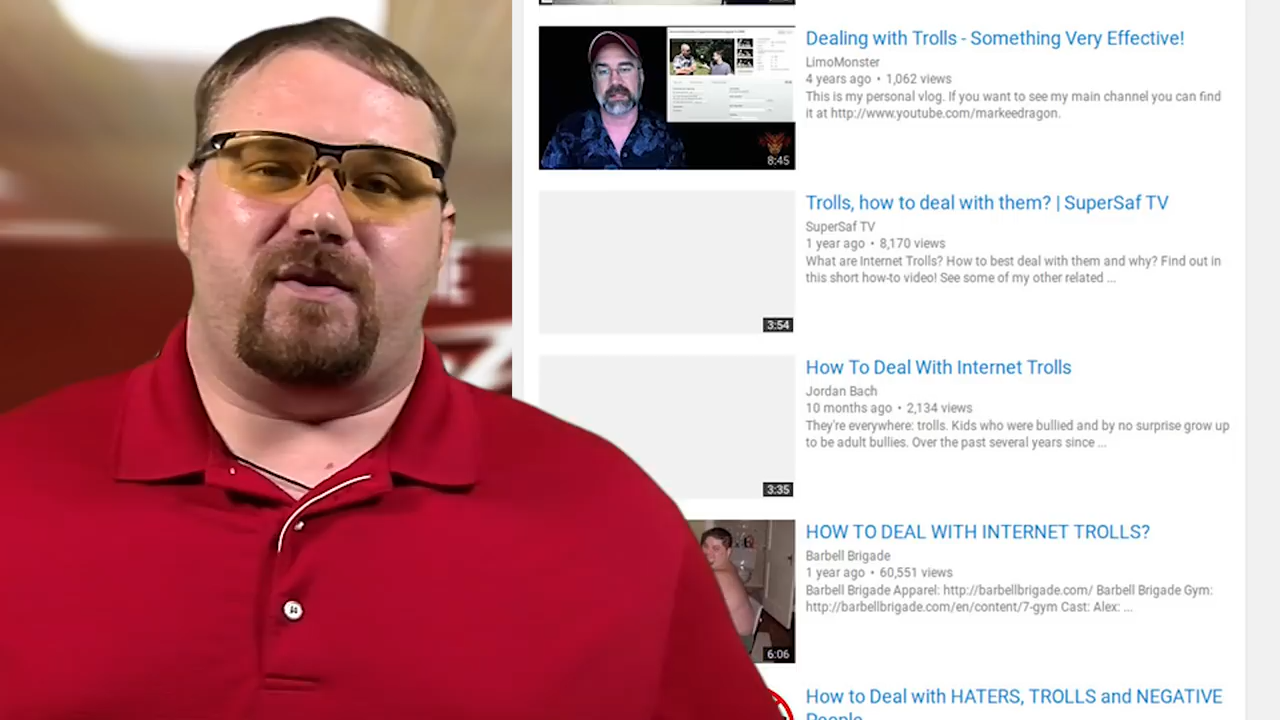 Dealing with Trolls - Something Very Effective!
LimoMonster
4 years ago • 1,062 views
This is my personal vlog. If you want to see my main channel you can find
it at http://www.youtube.com/markeedragon.
8:45
Trolls, how to deal with them? | SuperSaf TV
SuperSaf TV
1 year ago • 8,170 views
What are Internet Trolls? How to best deal with them and why? Find out in
this short how-to video! See some of my other related ...
3:54
How To Deal With Internet Trolls
Jordan Bach
10 months ago • 2,134 views
They're everywhere: trolls. Kids who were bullied and by no surprise grow up
to be adult bullies. Over the past several years since ...
3:35
HOW TO DEAL WITH INTERNET TROLLS?
Barbell Brigade
1 year ago • 60,551 views
Barbell Brigade Apparel: http://barbellbrigade.com/ Barbell Brigade Gym:
http://barbellbrigade.com/en/content/7-gym Cast: Alex: ...
6:06
How to Deal with HATERS, TROLLS and NEGATIVE
People